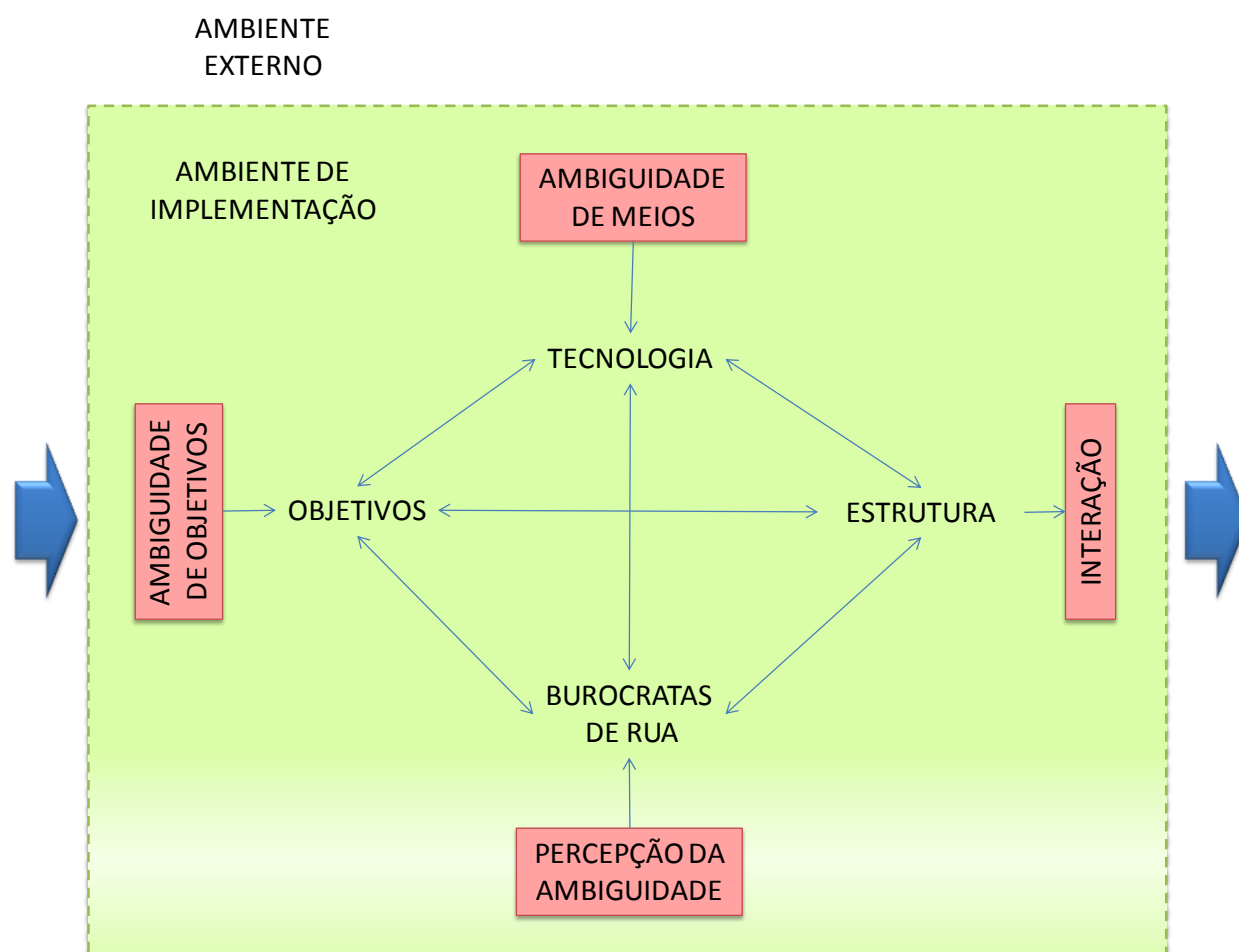 AMBIENTE
EXTERNO
AMBIENTE DE
IMPLEMENTAÇÃO
AMBIGUIDADE
DE MEIOS
TECNOLOGIA
AMBIGUIDADE
DE OBJETIVOS
OBJETIVOS
ESTRUTURA
INTERAÇÃO
BUROCRATAS
DE RUA
PERCEPÇÃO DA
AMBIGUIDADE